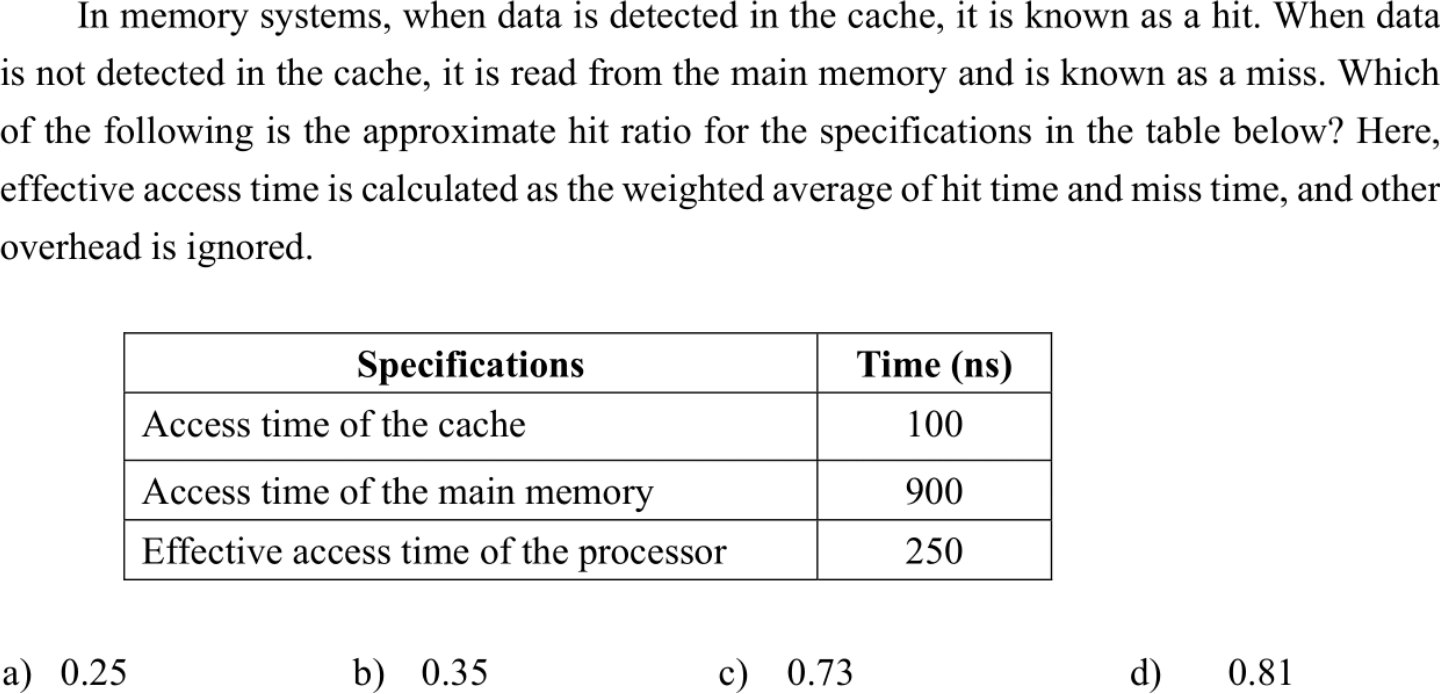 In memory systems, when data is detected in the cache, it is known as a hit. When data
is not detected in the cache, it is read from the main memory and is known as a miss. Which
of the following is the approximate hit ratio for the specifications in the table below? Here,
effective access time is calculated as the weighted average of hit time and miss time, and other
overhead is ignored.
Specifications Time (ns)
Access time of the cache 100
Access time of the main memory 900
Effective access time of the processor 250
a) 0.25 b) 0.35 c) 0.73 d) 0.81